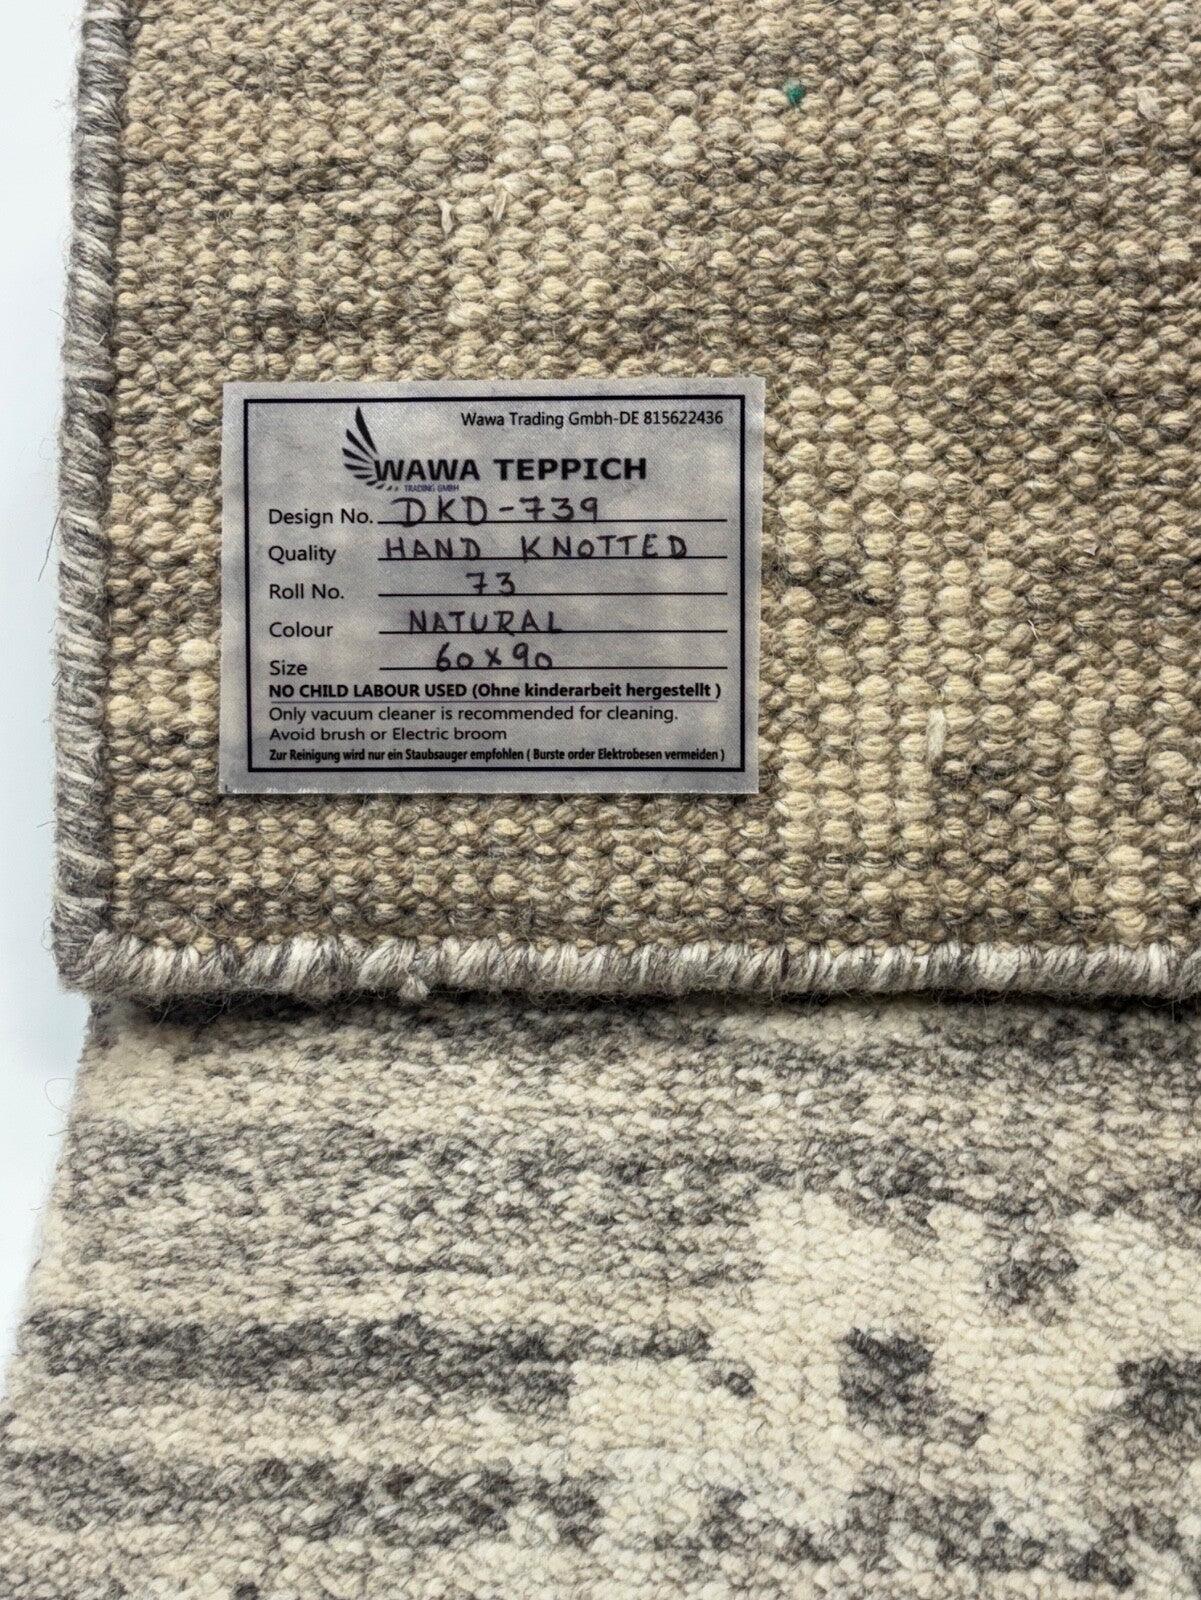 Wawa Trading Gmbh-DE 815622436
WAWA TEPPICH
TRADING GMBH
Design No. DKD-739
Quality HAND KNOTTED
Roll No. 73
Colour NATURAL
Size 60x90
NO CHILD LABOUR USED (Ohne kinderarbeit hergestellt )
Only vacuum cleaner is recommended for cleaning.
Avoid brush or Electric broom
Zur Reinigung wird nur ein Staubsauger empfohlen ( Burste order Elektrobesen vermeiden )